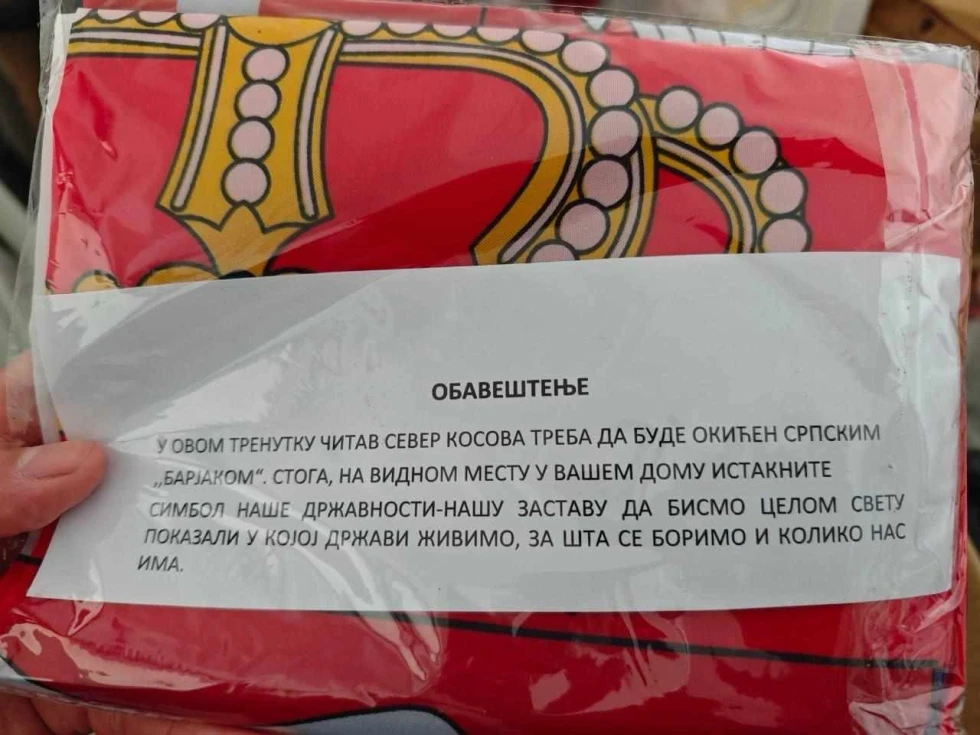 ОБАВЕШТЕЊЕ
У ОВОМ ТРЕНУТКУ ЧИТАВ СЕВЕР КОСОВА ТРЕБА ДА БУДЕ ОКИЋЕН СРПСКИМ
„БАРЈАКОМ“. СТОГА, НА ВИДНОМ МЕСТУ У ВАШЕМ ДОМУ ИСТАКНИТЕ
СИМБОЛ НАШЕ ДРЖАВНОСТИ-НАШУ ЗАСТАВУ ДА БИСМО ЦЕЛОМ СВЕТУ
ПОКАЗАЛИ У КОЈОЈ ДРЖАВИ ЖИВИМО, ЗА ШТА СЕ БОРИМО И КОЛИКО НАС
ИМА.